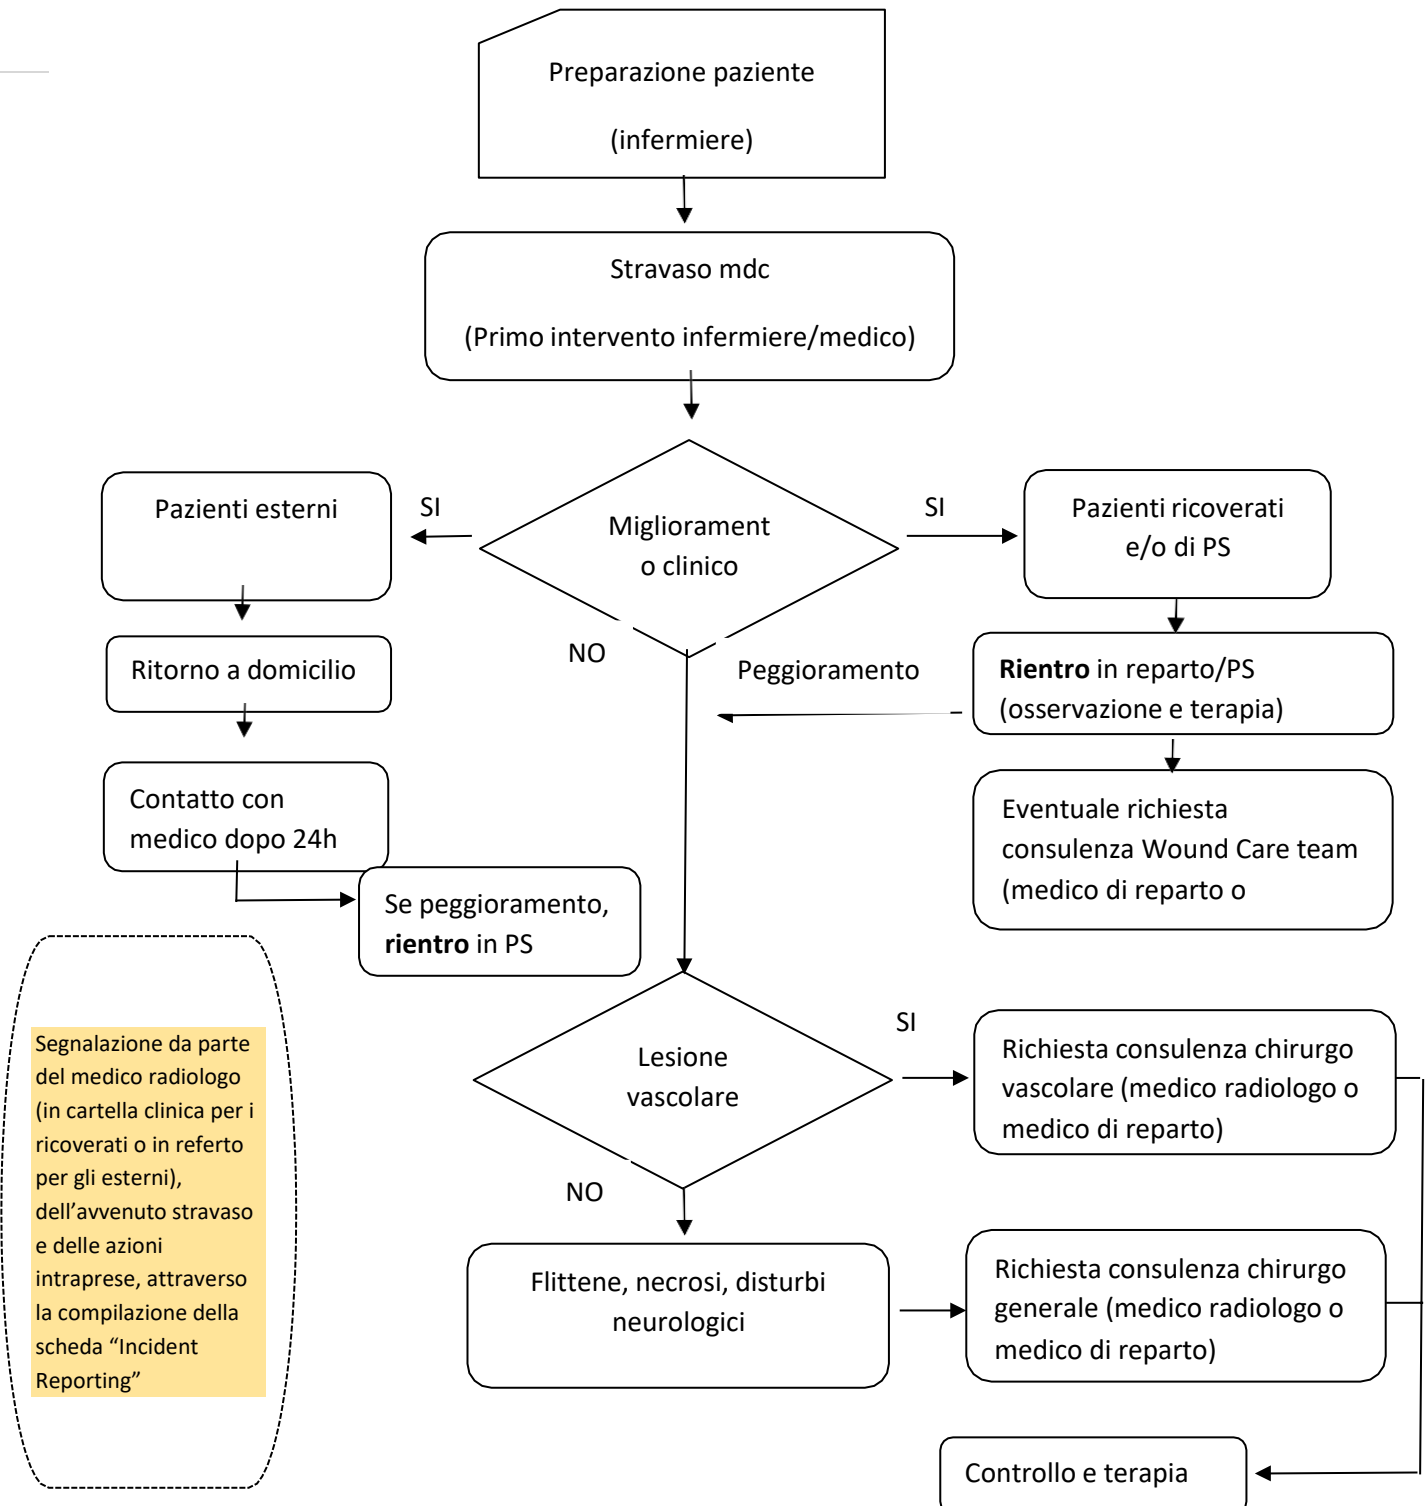 Preparazione paziente
(infermiere)
Stravaso mdc
(Primo intervento infermiere/medico)
Pazienti esterni
SI
Migliorament
o clinico
SI
Pazienti ricoverati
e/o di PS
NO
Ritorno a domicilio
Peggioramento
Rientro in reparto/PS
(osservazione e terapia)
Contatto con
medico dopo 24h
Eventuale richiesta
consulenza Wound Care team
(medico di reparto o
Se peggioramento,
rientro in PS
Segnalazione da parte
del medico radiologo
(in cartella clinica per i
ricoverati o in referto
per gli esterni),
dell’avvenuto stravaso
e delle azioni
intraprese, attraverso
la compilazione della
scheda “Incident
Reporting”
Lesione
vascolare
SI
Richiesta consulenza chirurgo
vascolare (medico radiologo o
medico di reparto)
NO
Flittene, necrosi, disturbi
neurologici
Richiesta consulenza chirurgo
generale (medico radiologo o
medico di reparto)
Controllo e terapia